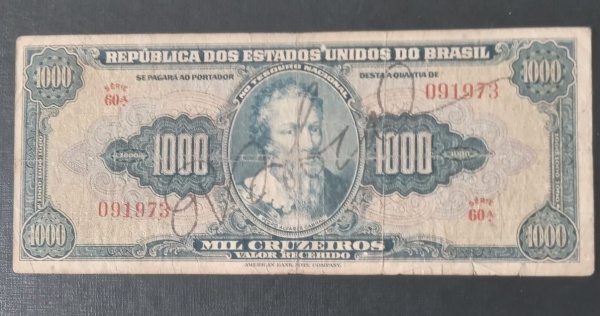 REPÚBLICA DOS ESTADOS UNIDOS DO BRASIL
1000
1000
SE PAGARÁ AO PORTADOR
DESTA A QUANTIA DE
NO TESOURO NACIONAL
SÉRIE
60ª
091973
1000
1000
091973
SÉRIE
60ª
1000
1000
MIL CRUZEIROS
VALOR RECEBIDO
AMERICAN BANK NOTE COMPANY.